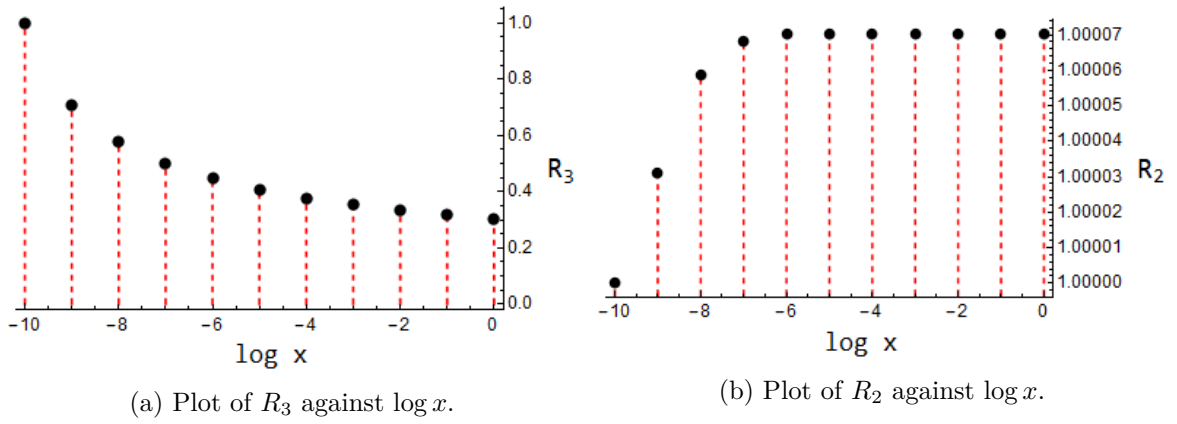 1.0
0.8
0.6
R3
0.4
0.2
0.0
-10 -8 -6 -4 -2 0
log x
(a) Plot of R3 against log x.
1.00007
1.00006
1.00005
1.00004
1.00003 R2
1.00002
1.00001
1.00000
-10 -8 -6 -4 -2 0
log x
(b) Plot of R2 against log x.